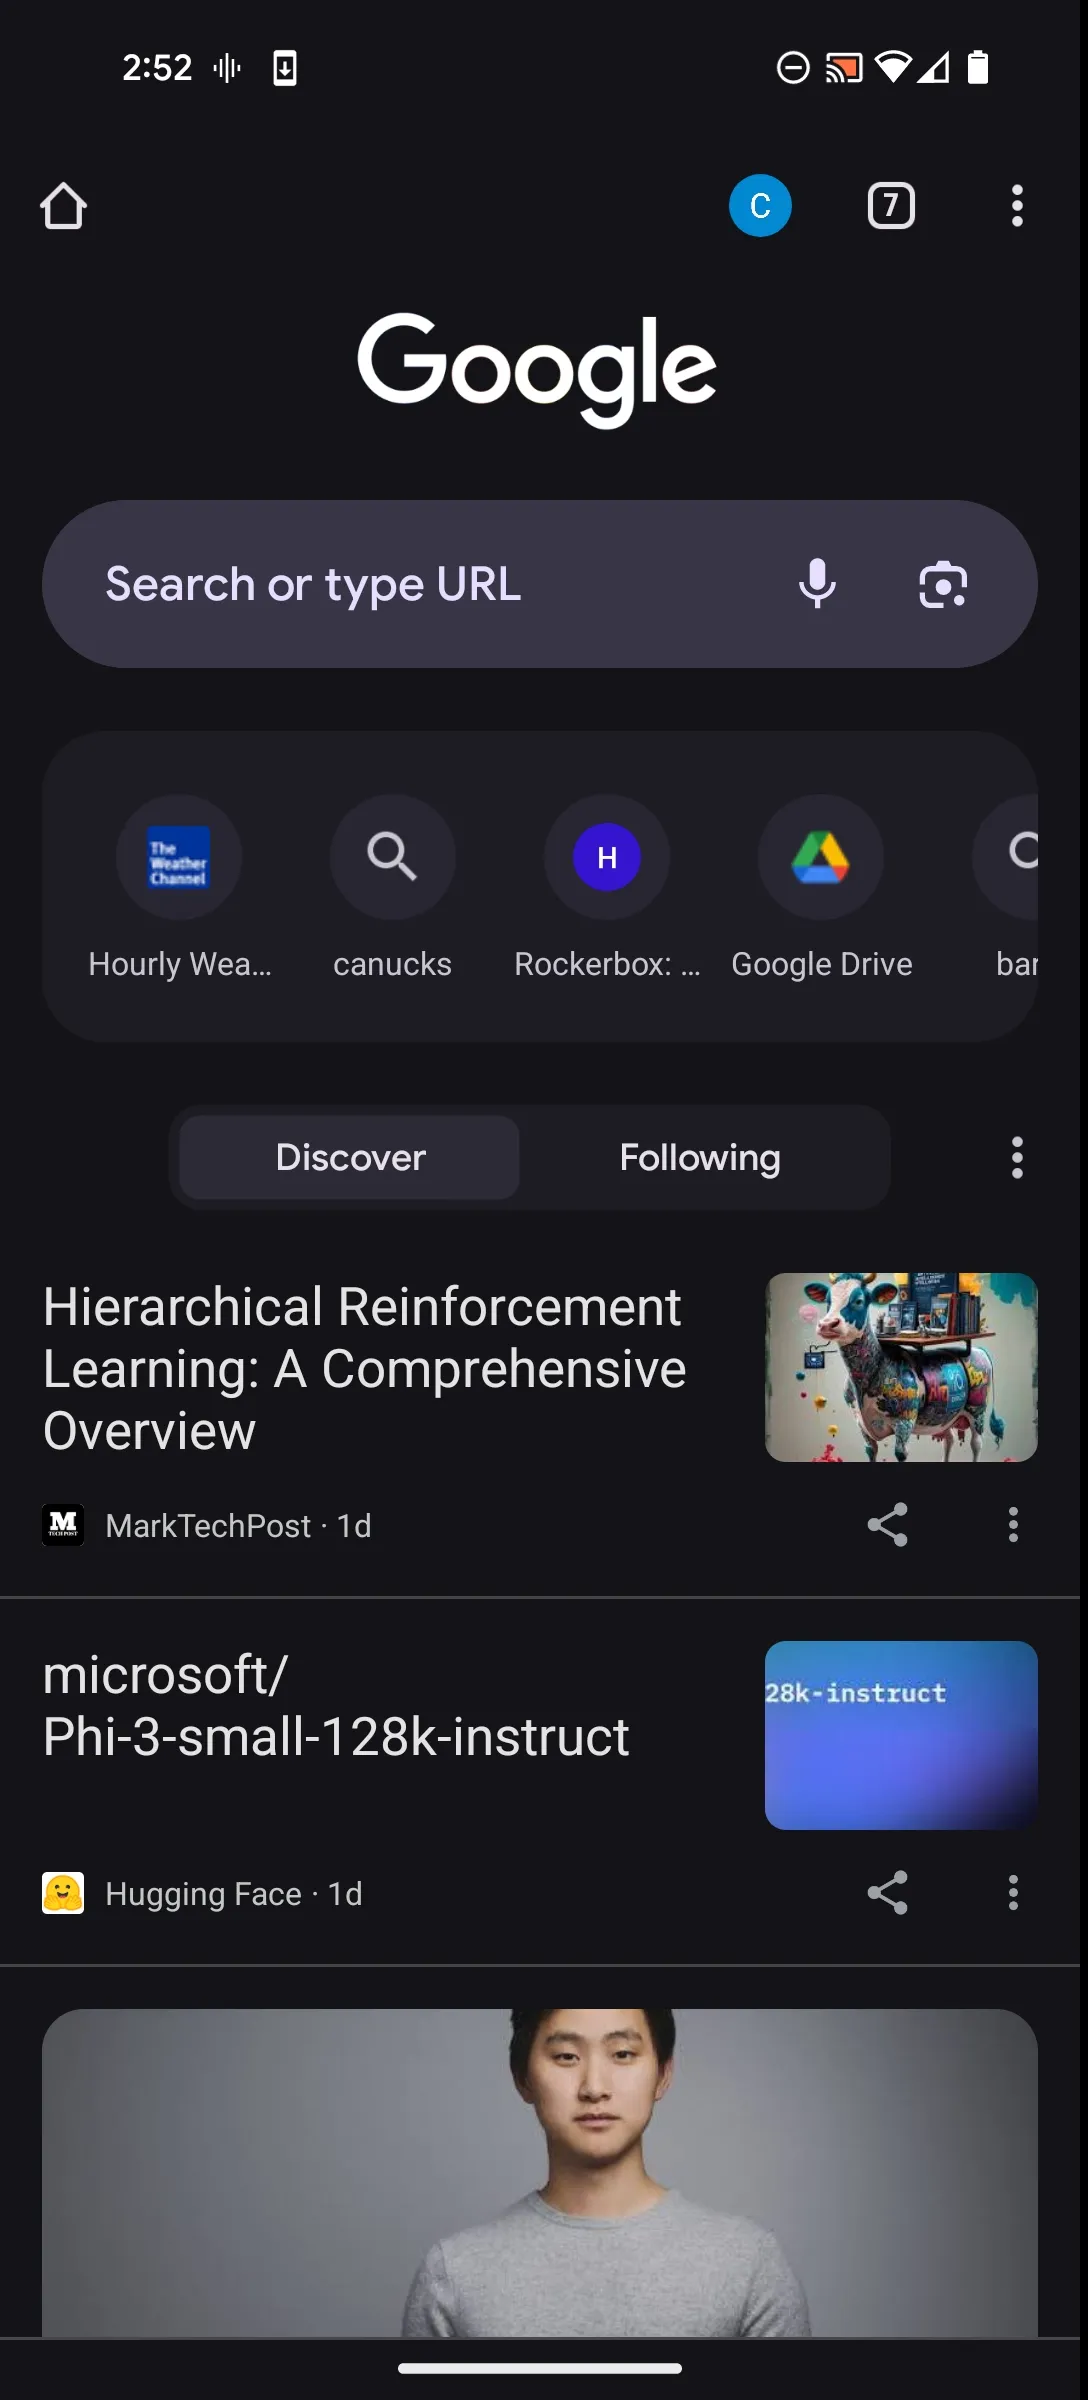 2:52
C
7
Google
Search or type URL
The
Weather
Channel
H
Hourly Wea…
canucks
Rockerbox: …
Google Drive
bar
Discover
Following
Hierarchical Reinforcement
Learning: A Comprehensive
Overview
M
TECH POST
MarkTechPost · 1d
microsoft/
Phi-3-small-128k-instruct
28k-instruct
Hugging Face · 1d